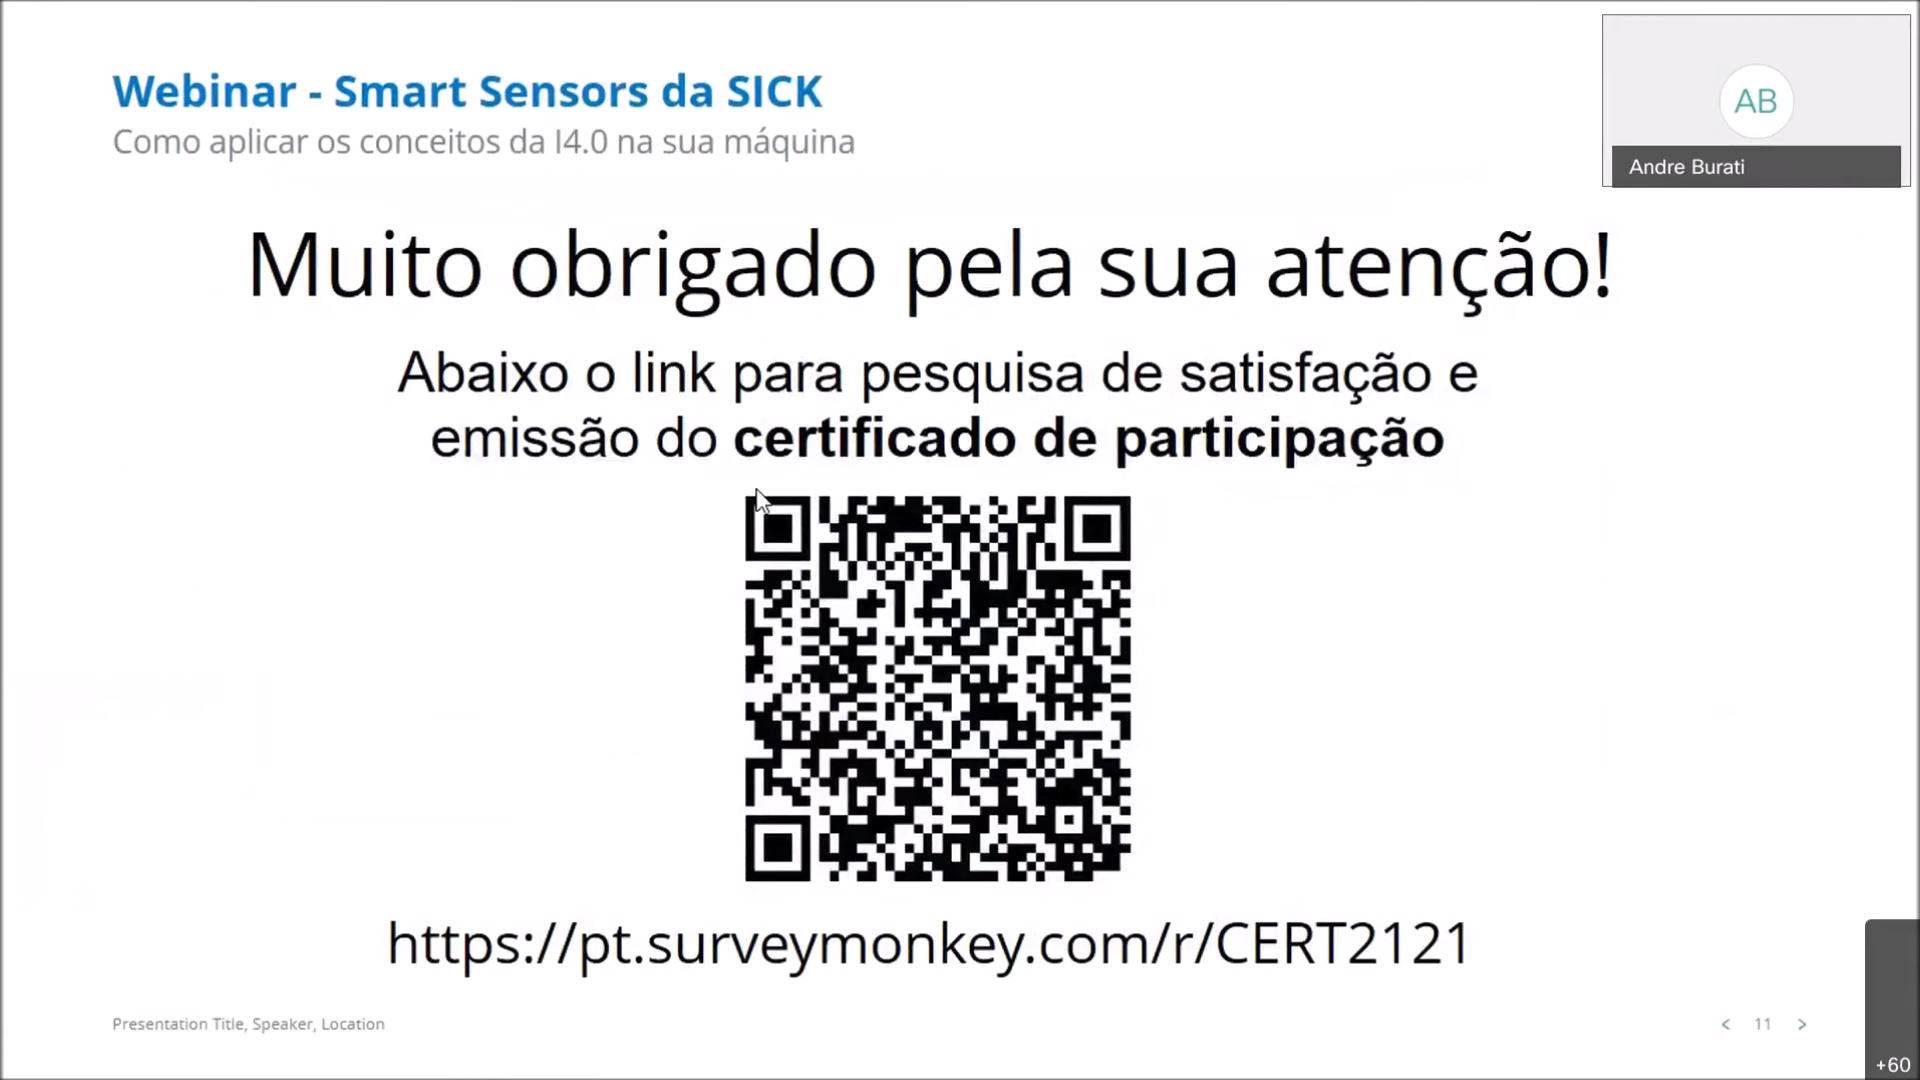 Webinar - Smart Sensors da SICK
Como aplicar os conceitos da I4.0 na sua máquina
AB
Andre Burati
Muito obrigado pela sua atenção!
Abaixo o link para pesquisa de satisfação e
emissão do certificado de participação
https://pt.surveymonkey.com/r/CERT2121
Presentation Title, Speaker, Location
< 11 >
+60